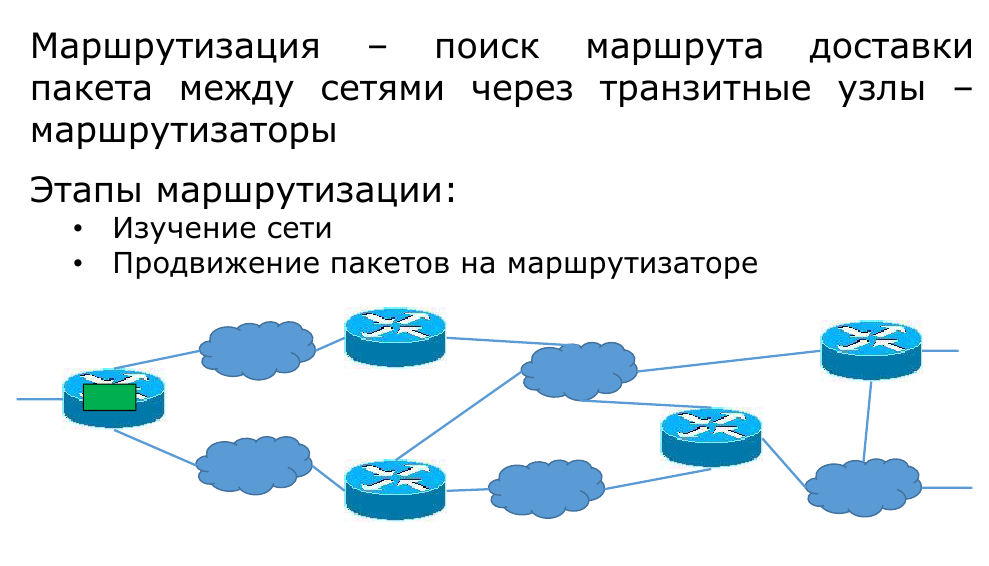 Маршрутизация – поиск маршрута доставки
пакета между сетями через транзитные узлы –
маршрутизаторы
Этапы маршрутизации:
• Изучение сети
• Продвижение пакетов на маршрутизаторе